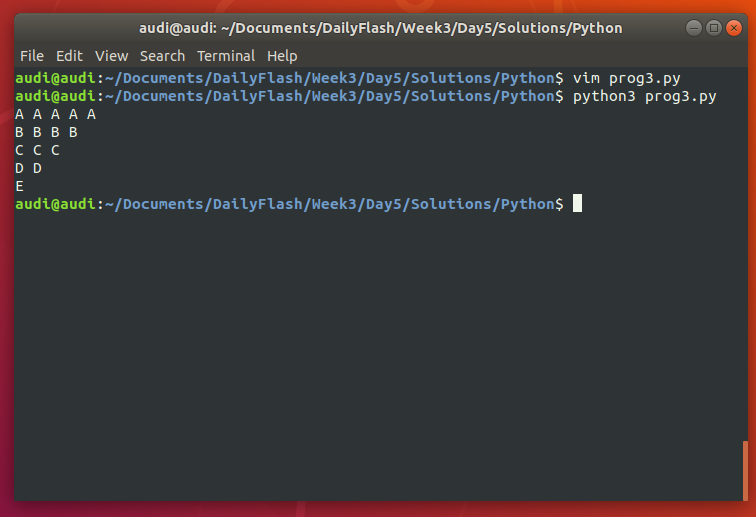 audi@audi: ~/Documents/DailyFlash/Week3/Day5/Solutions/Python
File Edit View Search Terminal Help
audi@audi:~/Documents/DailyFlash/Week3/Day5/Solutions/Python$ vim prog3.py
audi@audi:~/Documents/DailyFlash/Week3/Day5/Solutions/Python$ python3 prog3.py
A A A A A
B B B B
C C C
D D
E
audi@audi:~/Documents/DailyFlash/Week3/Day5/Solutions/Python$